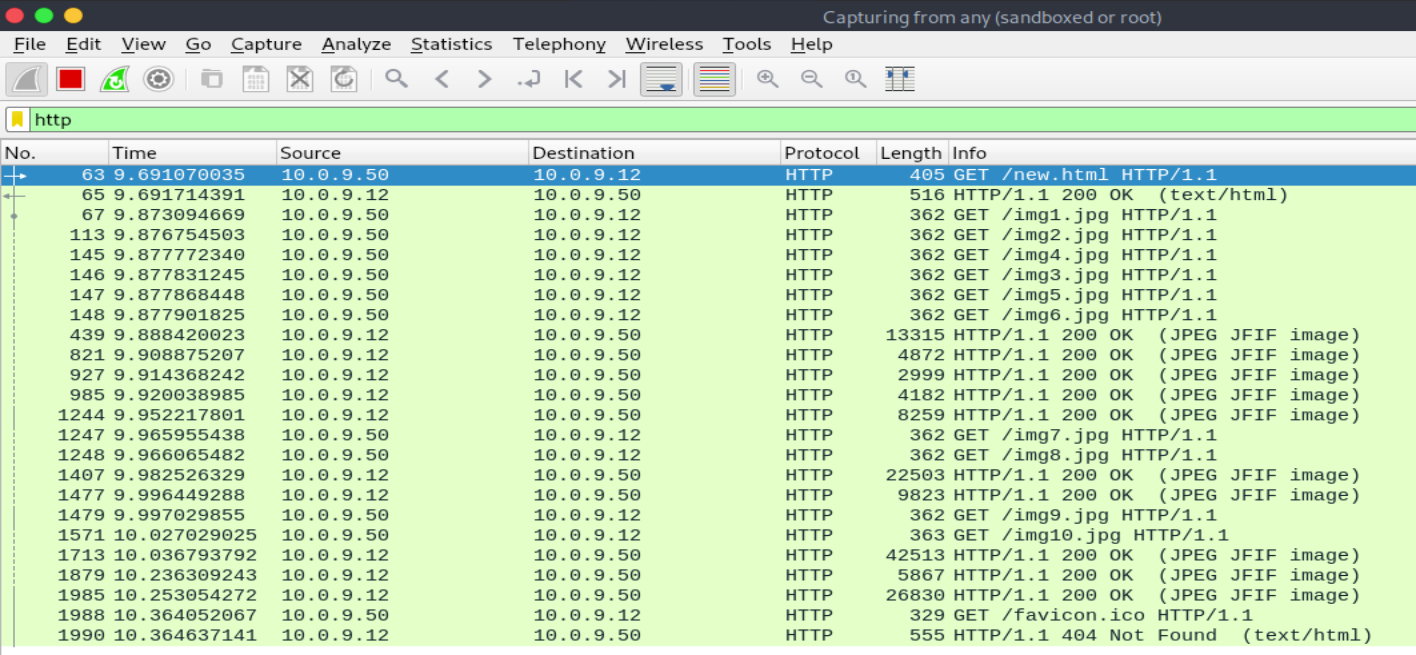 Capturing from any (sandboxed or root)
File Edit View Go Capture Analyze Statistics Telephony Wireless Tools Help
http
No. Time Source Destination Protocol Length Info
63 9.691070035 10.0.9.50 10.0.9.12 HTTP 405 GET /new.html HTTP/1.1
65 9.691714391 10.0.9.12 10.0.9.50 HTTP 516 HTTP/1.1 200 OK (text/html)
67 9.873094669 10.0.9.50 10.0.9.12 HTTP 362 GET /img1.jpg HTTP/1.1
113 9.876754503 10.0.9.50 10.0.9.12 HTTP 362 GET /img2.jpg HTTP/1.1
145 9.877772340 10.0.9.50 10.0.9.12 HTTP 362 GET /img4.jpg HTTP/1.1
146 9.877831245 10.0.9.50 10.0.9.12 HTTP 362 GET /img3.jpg HTTP/1.1
147 9.877868448 10.0.9.50 10.0.9.12 HTTP 362 GET /img5.jpg HTTP/1.1
148 9.877901825 10.0.9.50 10.0.9.12 HTTP 362 GET /img6.jpg HTTP/1.1
439 9.888420023 10.0.9.12 10.0.9.50 HTTP 13315 HTTP/1.1 200 OK (JPEG JFIF image)
821 9.908875207 10.0.9.12 10.0.9.50 HTTP 4872 HTTP/1.1 200 OK (JPEG JFIF image)
927 9.914368242 10.0.9.12 10.0.9.50 HTTP 2999 HTTP/1.1 200 OK (JPEG JFIF image)
985 9.920038985 10.0.9.12 10.0.9.50 HTTP 4182 HTTP/1.1 200 OK (JPEG JFIF image)
1244 9.952217801 10.0.9.12 10.0.9.50 HTTP 8259 HTTP/1.1 200 OK (JPEG JFIF image)
1247 9.965955438 10.0.9.50 10.0.9.12 HTTP 362 GET /img7.jpg HTTP/1.1
1248 9.966065482 10.0.9.50 10.0.9.12 HTTP 362 GET /img8.jpg HTTP/1.1
1407 9.982526329 10.0.9.12 10.0.9.50 HTTP 22503 HTTP/1.1 200 OK (JPEG JFIF image)
1477 9.996449288 10.0.9.12 10.0.9.50 HTTP 9823 HTTP/1.1 200 OK (JPEG JFIF image)
1479 9.997029855 10.0.9.50 10.0.9.12 HTTP 362 GET /img9.jpg HTTP/1.1
1571 10.027029025 10.0.9.50 10.0.9.12 HTTP 363 GET /img10.jpg HTTP/1.1
1713 10.036793792 10.0.9.12 10.0.9.50 HTTP 42513 HTTP/1.1 200 OK (JPEG JFIF image)
1879 10.236309243 10.0.9.12 10.0.9.50 HTTP 5867 HTTP/1.1 200 OK (JPEG JFIF image)
1985 10.253054272 10.0.9.12 10.0.9.50 HTTP 26830 HTTP/1.1 200 OK (JPEG JFIF image)
1988 10.364052067 10.0.9.50 10.0.9.12 HTTP 329 GET /favicon.ico HTTP/1.1
1990 10.364637141 10.0.9.12 10.0.9.50 HTTP 555 HTTP/1.1 404 Not Found (text/html)